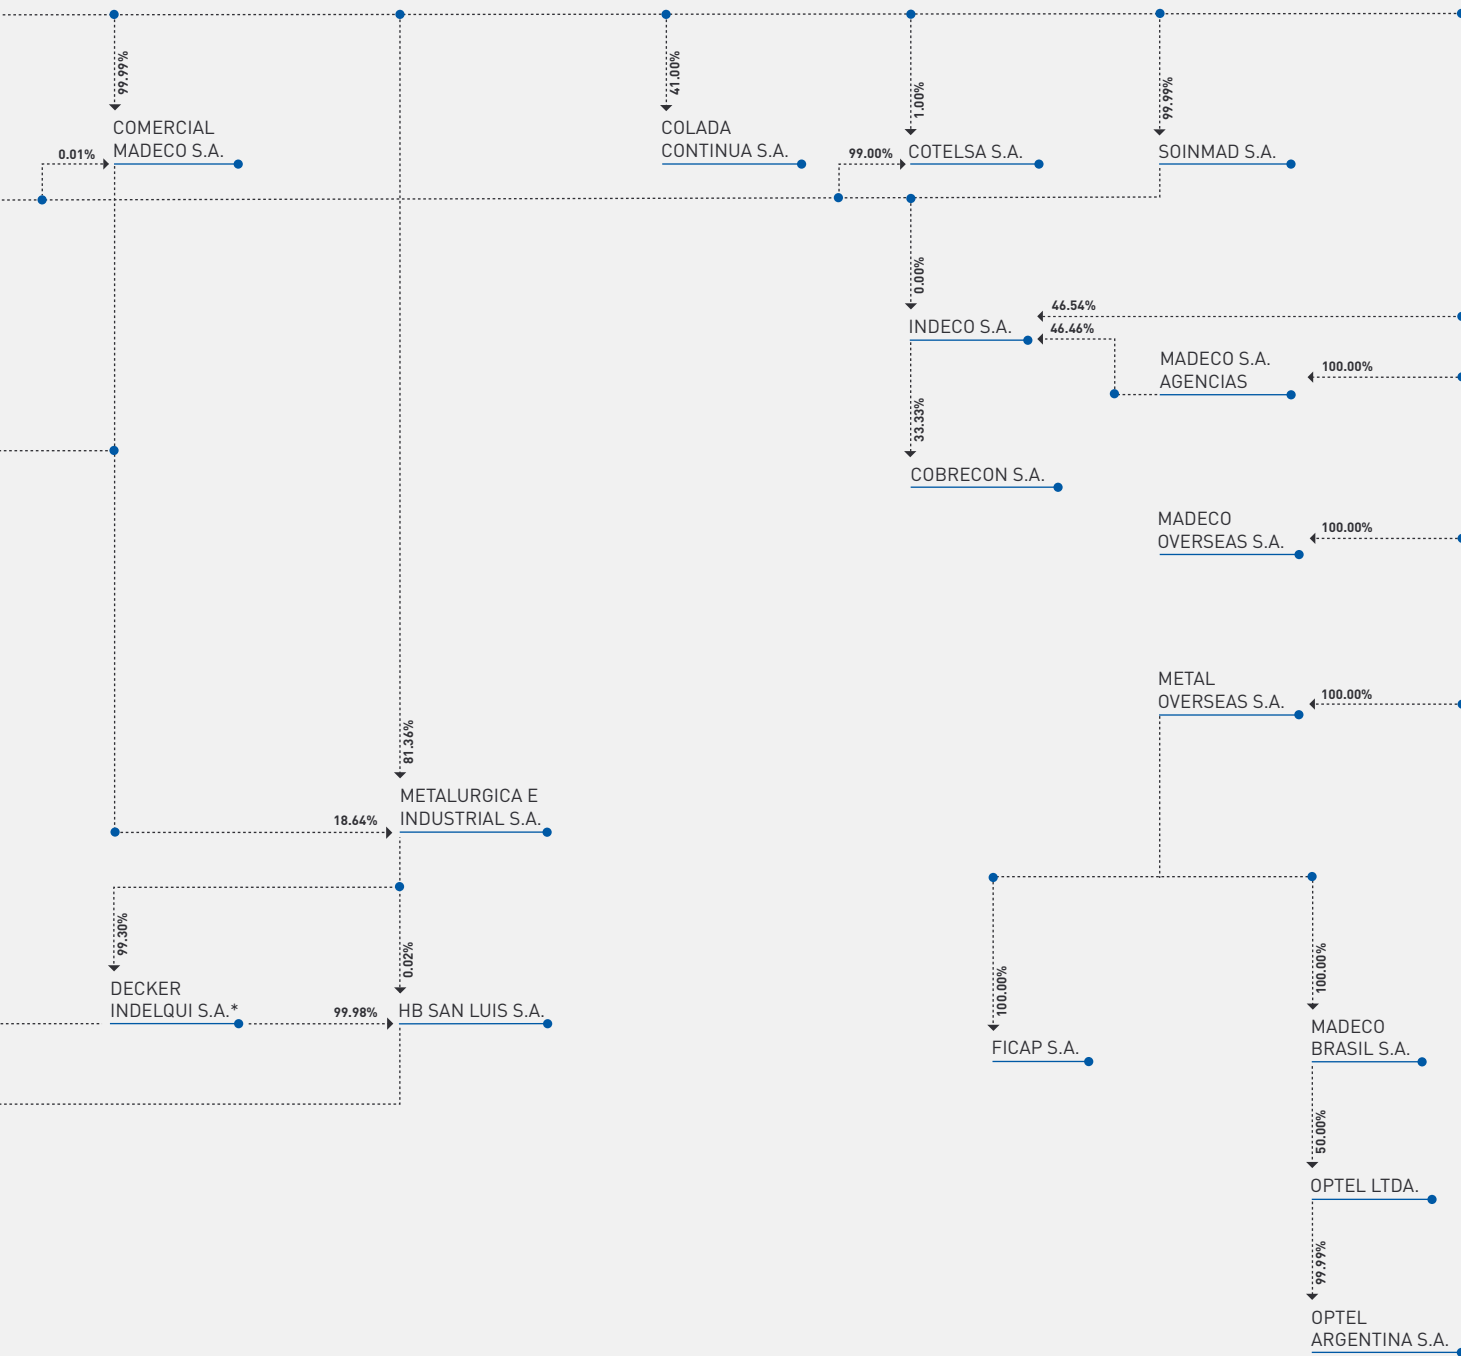 99.99%
41.00%
1.00%
99.99%
COMERCIAL
MADECO S.A.
0.01%
COLADA
CONTINUA S.A.
99.00%
COTELSA S.A.
SOINMAD S.A.
0.00%
46.54%
INDECO S.A.
46.46%
MADECO S.A.
AGENCIAS
100.00%
33.33%
COBRECON S.A.
MADECO
OVERSEAS S.A.
100.00%
METAL
OVERSEAS S.A.
100.00%
81.36%
METALURGICA E
INDUSTRIAL S.A.
18.64%
99.30%
0.02%
100.00%
100.00%
DECKER
INDELQUI S.A.*
99.98%
HB SAN LUIS S.A.
FICAP S.A.
MADECO
BRASIL S.A.
50.00%
OPTEL LTDA.
99.99%
OPTEL
ARGENTINA S.A.